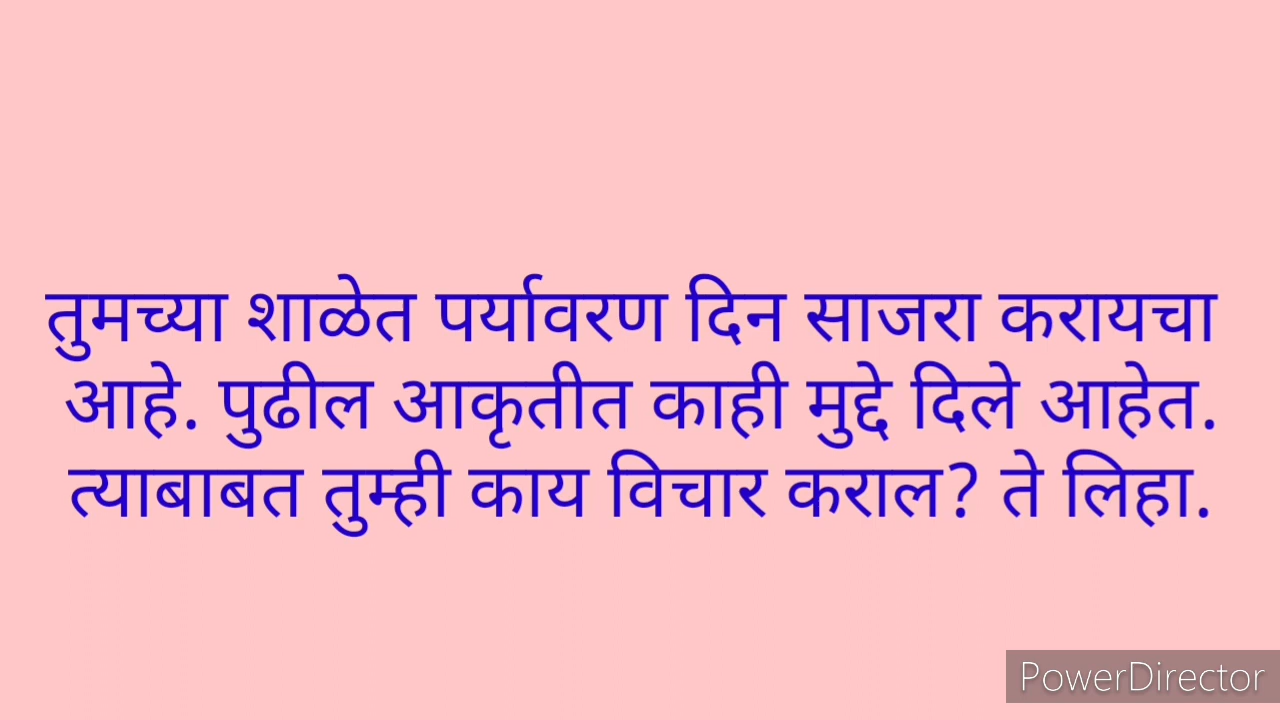 तुमच्या शाळेत पर्यावरण दिन साजरा करायचा
आहे. पुढील आकृतीत काही मुद्दे दिले आहेत.
त्याबाबत तुम्ही काय विचार कराल? ते लिहा.
PowerDirector